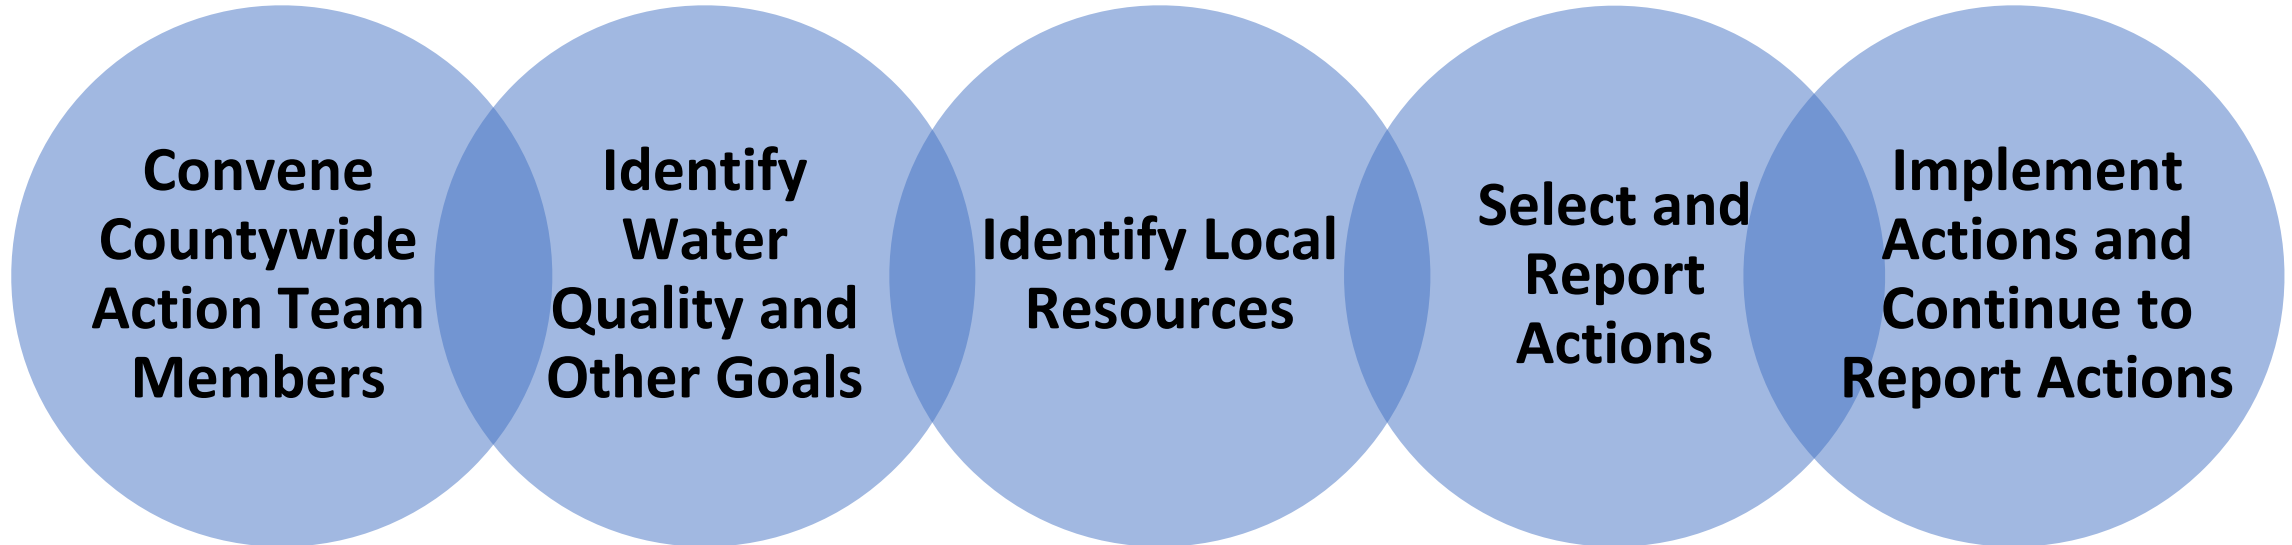 Convene
Countywide
Action Team
Members
Identify
Water
Quality and
Other Goals
Identify Local
Resources
Select and
Report
Actions
Implement
Actions and
Continue to
Report Actions